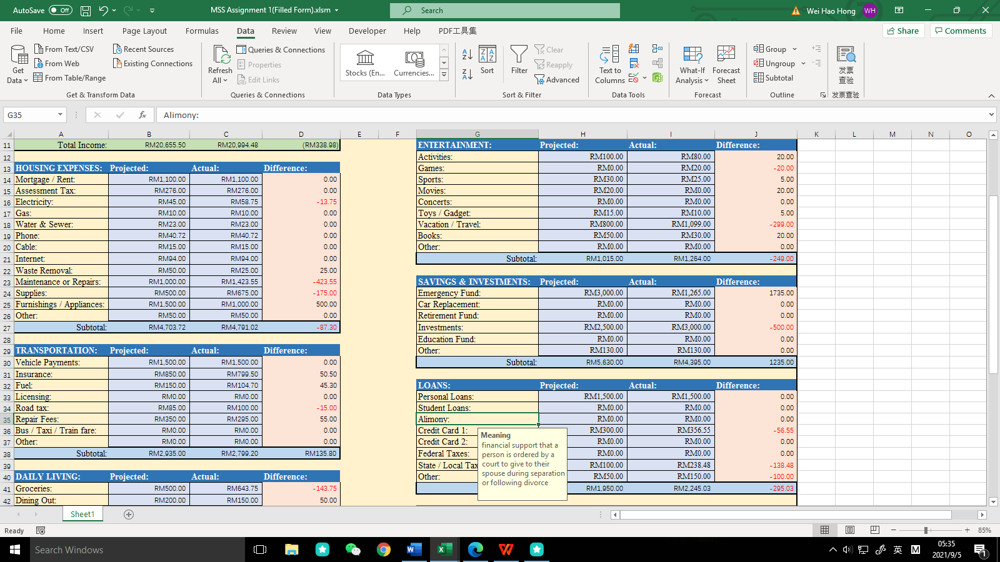 AutoSave Off MSS Assignment 1(Filled Form).xlsm Search Wei Hao Hong WH
File Home Insert Page Layout Formulas Data Review View Developer Help PDF工具集 Share Comments
Get Data
From Text/CSV
From Web
From Table/Range
Recent Sources
Existing Connections
Get & Transform Data
Refresh All
Queries & Connections
Properties
Edit Links
Queries & Connections
Stocks (En... Currencies...
Data Types
Sort
Filter
Clear
Reapply
Advanced
Sort & Filter
Text to Columns
Data Tools
What-If Analysis
Forecast Sheet
Forecast
Group
Ungroup
Subtotal
Outline
发票
查验
发票查验
G35 fx Alimony:
A B C D E F G H I J K L M N O
11 Total Income: RM20,655.50 RM20,994.48 (RM338.98) ENTERTAINMENT: Projected: Actual: Difference:
12 Activities: RM100.00 RM80.00 20.00
13 HOUSING EXPENSES: Projected: Actual: Difference: Games: RM0.00 RM20.00 -20.00
14 Mortgage / Rent: RM1,100.00 RM1,100.00 0.00 Sports: RM30.00 RM25.00 5.00
15 Assessment Tax: RM276.00 RM276.00 0.00 Movies: RM20.00 RM0.00 20.00
16 Electricity: RM45.00 RM58.75 -13.75 Concerts: RM0.00 RM0.00 0.00
17 Gas: RM10.00 RM10.00 0.00 Toys / Gadget: RM15.00 RM10.00 5.00
18 Water & Sewer: RM23.00 RM23.00 0.00 Vacation / Travel: RM800.00 RM1,099.00 -299.00
19 Phone: RM40.72 RM40.72 0.00 Books: RM50.00 RM30.00 20.00
20 Cable: RM15.00 RM15.00 0.00 Other: RM0.00 RM0.00 0.00
21 Internet: RM94.00 RM94.00 0.00 Subtotal: RM1,015.00 RM1,264.00 -249.00
22 Waste Removal: RM50.00 RM25.00 25.00
23 Maintenance or Repairs: RM1,000.00 RM1,423.55 -423.55 SAVINGS & INVESTMENTS: Projected: Actual: Difference:
24 Supplies: RM500.00 RM675.00 -175.00 Emergency Fund: RM3,000.00 RM1,265.00 1735.00
25 Furnishings / Appliances: RM1,500.00 RM1,000.00 500.00 Car Replacement: RM0.00 RM0.00 0.00
26 Other: RM50.00 RM50.00 0.00 Retirement Fund: RM0.00 RM0.00 0.00
27 Subtotal: RM4,703.72 RM4,791.02 -87.30 Investments: RM2,500.00 RM3,000.00 -500.00
28 Education Fund: RM0.00 RM0.00 0.00
29 TRANSPORTATION: Projected: Actual: Difference: Other: RM130.00 RM130.00 0.00
30 Vehicle Payments: RM1,500.00 RM1,500.00 0.00 Subtotal: RM5,630.00 RM4,395.00 1235.00
31 Insurance: RM850.00 RM799.50 50.50
32 Fuel: RM150.00 RM104.70 45.30 LOANS: Projected: Actual: Difference:
33 Licensing: RM0.00 RM0.00 0.00 Personal Loans: RM1,500.00 RM1,500.00 0.00
34 Road tax: RM85.00 RM100.00 -15.00 Student Loans: RM0.00 RM0.00 0.00
35 Repair Fees: RM350.00 RM295.00 55.00 Alimony: RM0.00 RM0.00 0.00
36 Bus / Taxi / Train fare: RM0.00 RM0.00 0.00 Credit Card 1: RM300.00 RM356.55 -56.55
37 Other: RM0.00 RM0.00 0.00 Credit Card 2: RM0.00 RM0.00 0.00
38 Subtotal: RM2,935.00 RM2,799.20 RM135.80 Federal Taxes: RM0.00 RM0.00 0.00
39 State / Local Tax RM100.00 RM238.48 -138.48
40 DAILY LIVING: Projected: Actual: Difference: Other: RM50.00 RM150.00 -100.00
41 Groceries: RM500.00 RM643.75 -143.75 RM1,950.00 RM2,245.03 -295.03
42 Dining Out: RM200.00 RM150.00 50.00
Meaning
financial support that a
person is ordered by a
court to give to their
spouse during separation
or following divorce
Sheet1
Ready 85%
Search Windows 英 M 05:35
2021/9/5 1